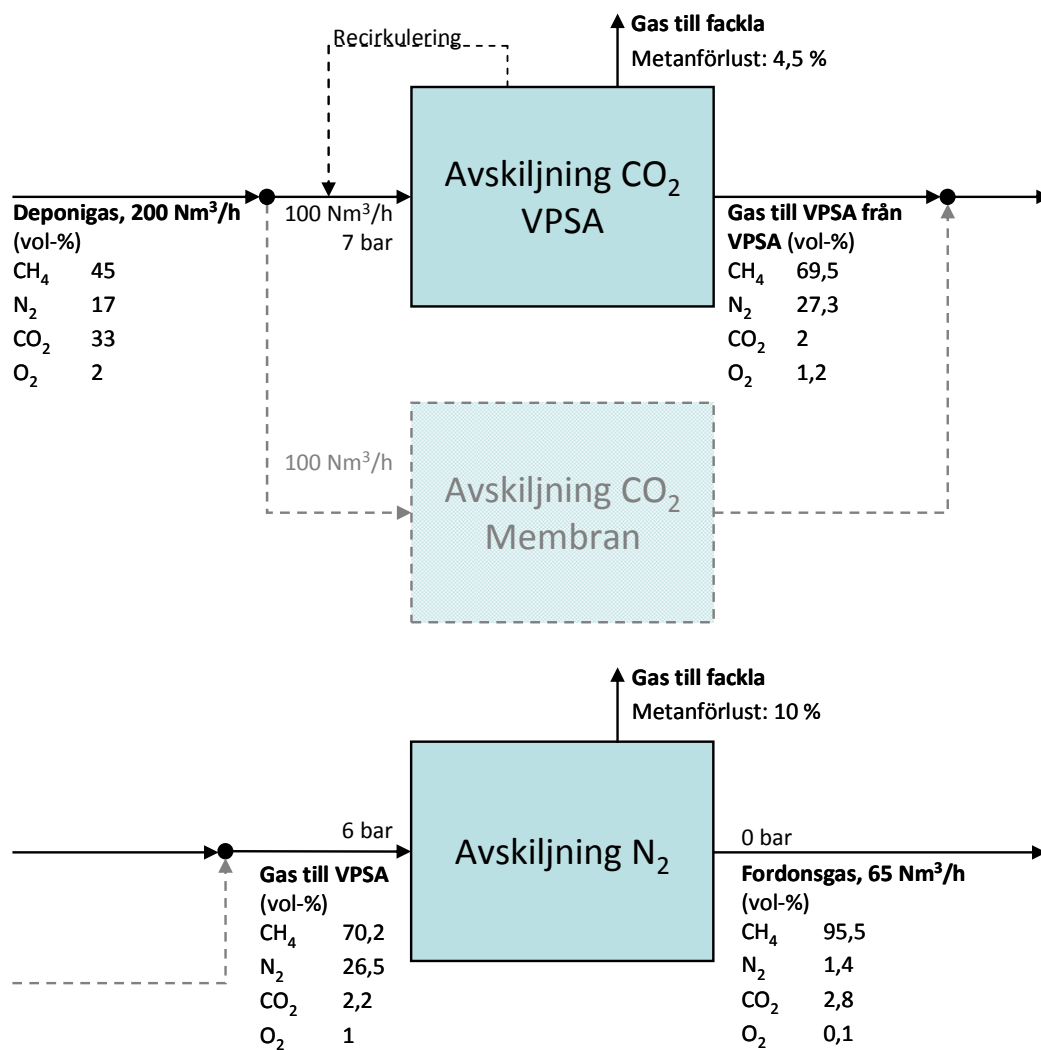 Gas till fackla
Metanförlust: 4,5 %
Recirkulering
Avskiljning CO₂
VPSA
100 Nm³/h
7 bar
Deponigas, 200 Nm³/h
(vol-%)
CH₄ 45
N₂ 17
CO₂ 33
O₂ 2
Gas till VPSA från
VPSA (vol-%)
CH₄ 69,5
N₂ 27,3
CO₂ 2
O₂ 1,2
100 Nm³/h
Avskiljning CO₂
Membran
Gas till fackla
Metanförlust: 10 %
6 bar
Avskiljning N₂
0 bar
Gas till VPSA
(vol-%)
CH₄ 70,2
N₂ 26,5
CO₂ 2,2
O₂ 1
Fordonsgas, 65 Nm³/h
(vol-%)
CH₄ 95,5
N₂ 1,4
CO₂ 2,8
O₂ 0,1